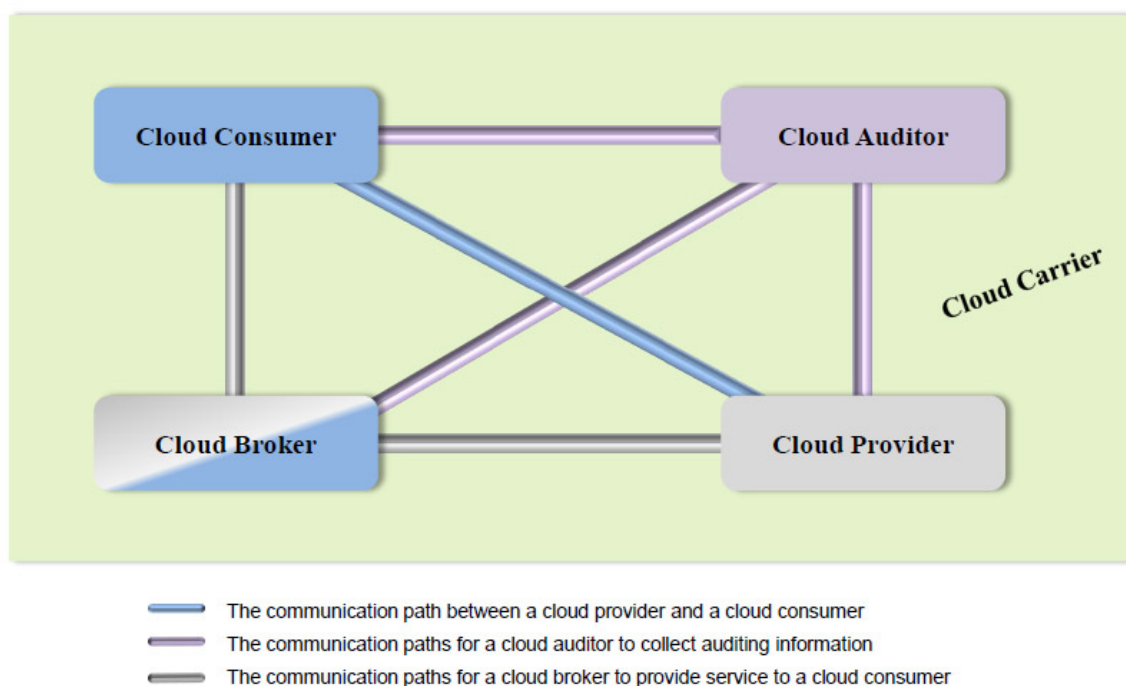 Cloud Consumer
Cloud Auditor
Cloud Carrier
Cloud Broker
Cloud Provider
The communication path between a cloud provider and a cloud consumer
The communication paths for a cloud auditor to collect auditing information
The communication paths for a cloud broker to provide service to a cloud consumer